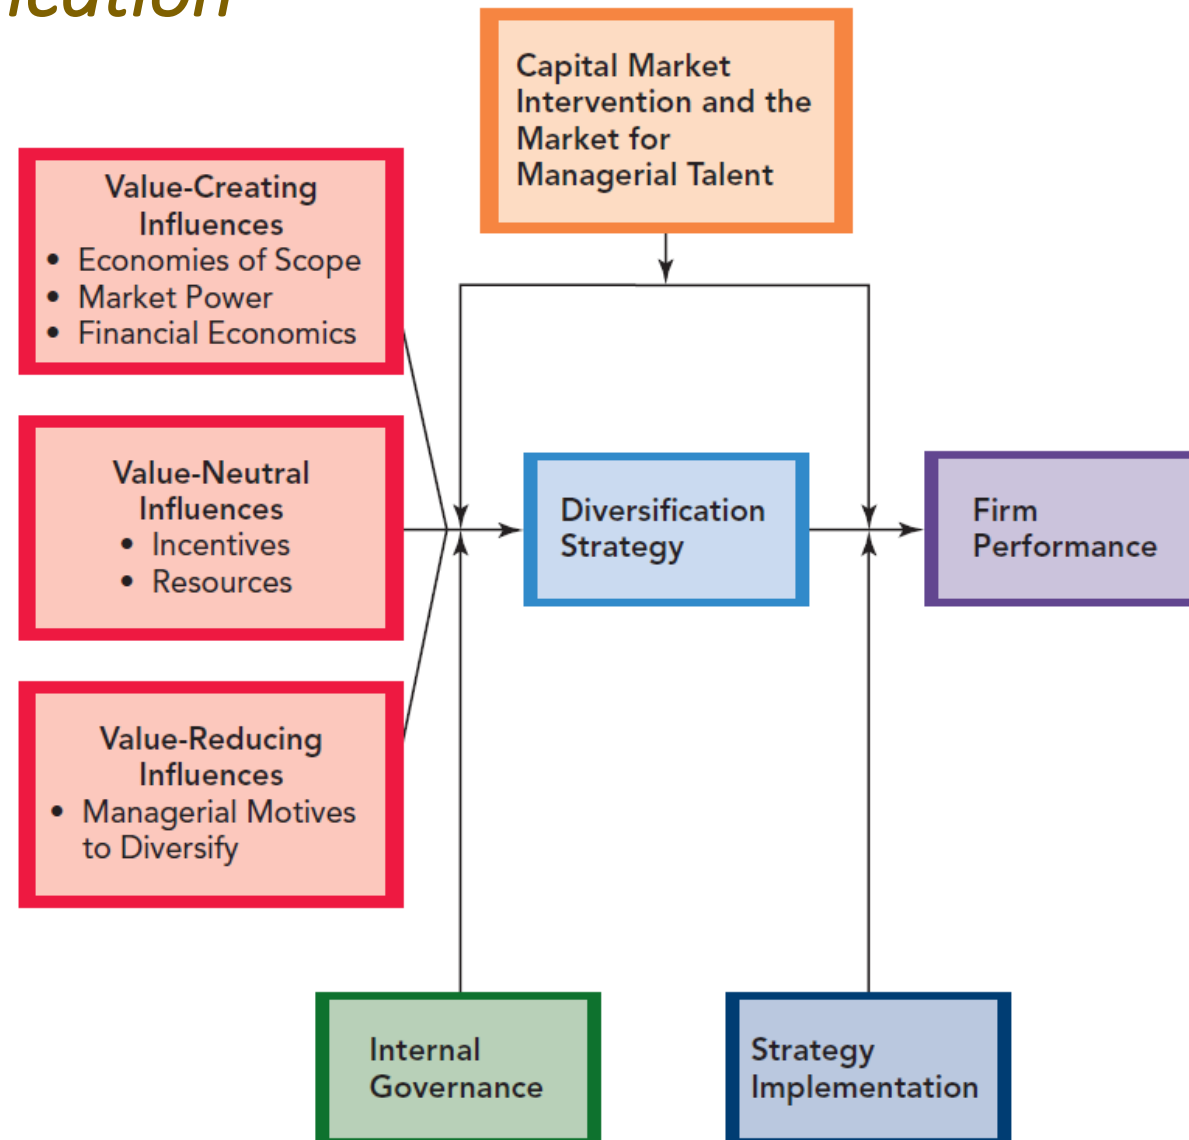 ication
Capital Market
Intervention and the
Market for
Managerial Talent
Value-Creating
Influences
• Economies of Scope
• Market Power
• Financial Economics
Value-Neutral
Influences
• Incentives
• Resources
Diversification
Strategy
Firm
Performance
Value-Reducing
Influences
• Managerial Motives
to Diversify
Internal
Governance
Strategy
Implementation